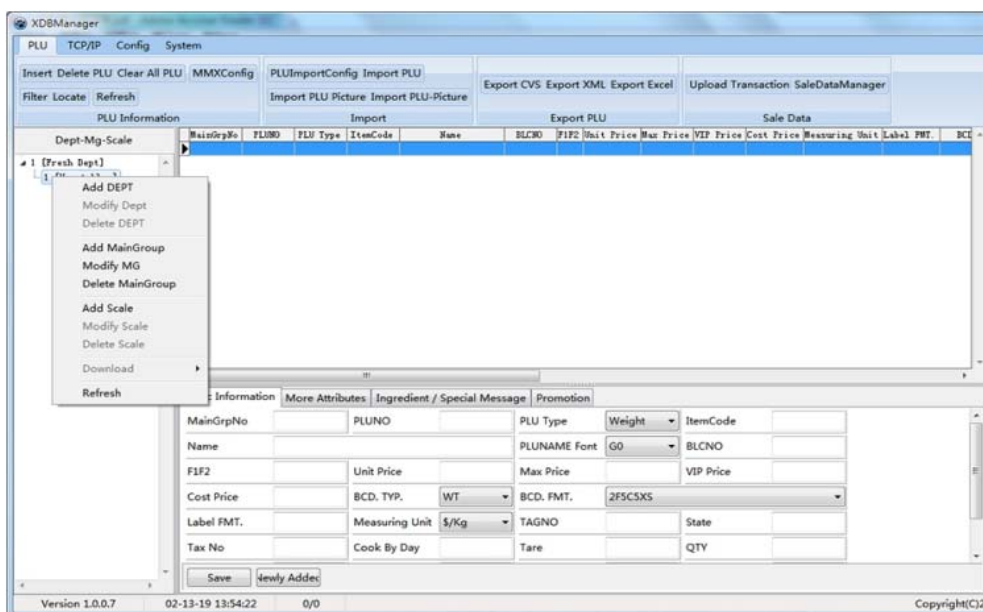 XDBManager
PLU TCP/IP Config System
Insert Delete PLU Clear All PLU MMXConfig
Filter Locate Refresh
PLU Information
PLUImportConfig Import PLU
Import PLU Picture Import PLU-Picture
Import
Export CVS Export XML Export Excel
Export PLU
Upload Transaction SaleDataManager
Sale Data
Dept-Mg-Scale
MainGrpNo PLUNO PLU Type ItemCode Name BLCNO F1F2 Unit Price Max Price VIP Price Cost Price Measuring Unit Label FMT. BCD
1 [Fresh Dept]
1
Add DEPT
Modify Dept
Delete DEPT
Add MainGroup
Modify MG
Delete MainGroup
Add Scale
Modify Scale
Delete Scale
Download
Refresh
Information More Attributes Ingredient / Special Message Promotion
MainGrpNo PLUNO PLU Type Weight ItemCode
Name PLUNAME Font G0 BLCNO
F1F2 Unit Price Max Price VIP Price
Cost Price BCD. TYP. WT BCD. FMT. 2F5C5XS
Label FMT. Measuring Unit $/Kg TAGNO State
Tax No Cook By Day Tare QTY
Save Newly Added
Version 1.0.0.7 02-13-19 13:54:22 0/0 Copyright(C)2